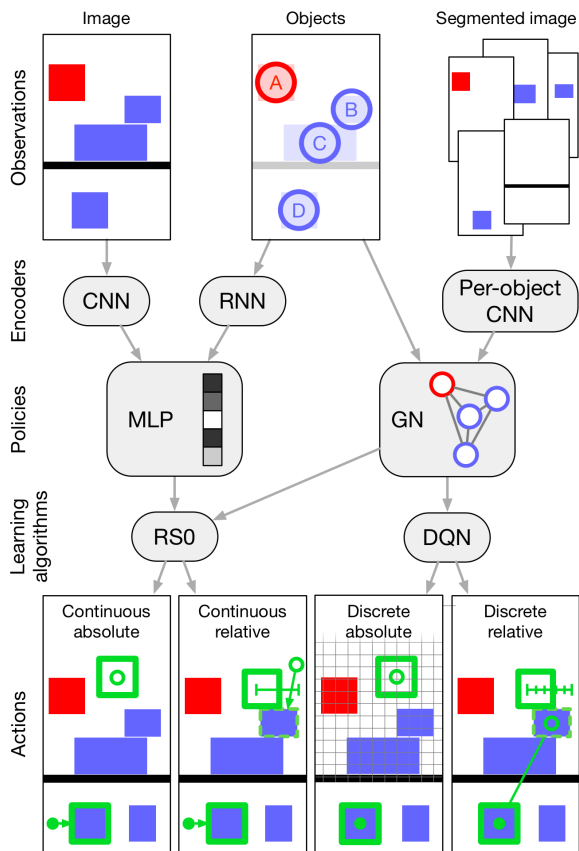 Image
Objects
Segmented image
Observations
A
B
C
D
Encoders
CNN
RNN
Per-object
CNN
Policies
MLP
GN
Learning
algorithms
RS0
DQN
Actions
Continuous
absolute
Continuous
relative
Discrete
absolute
Discrete
relative